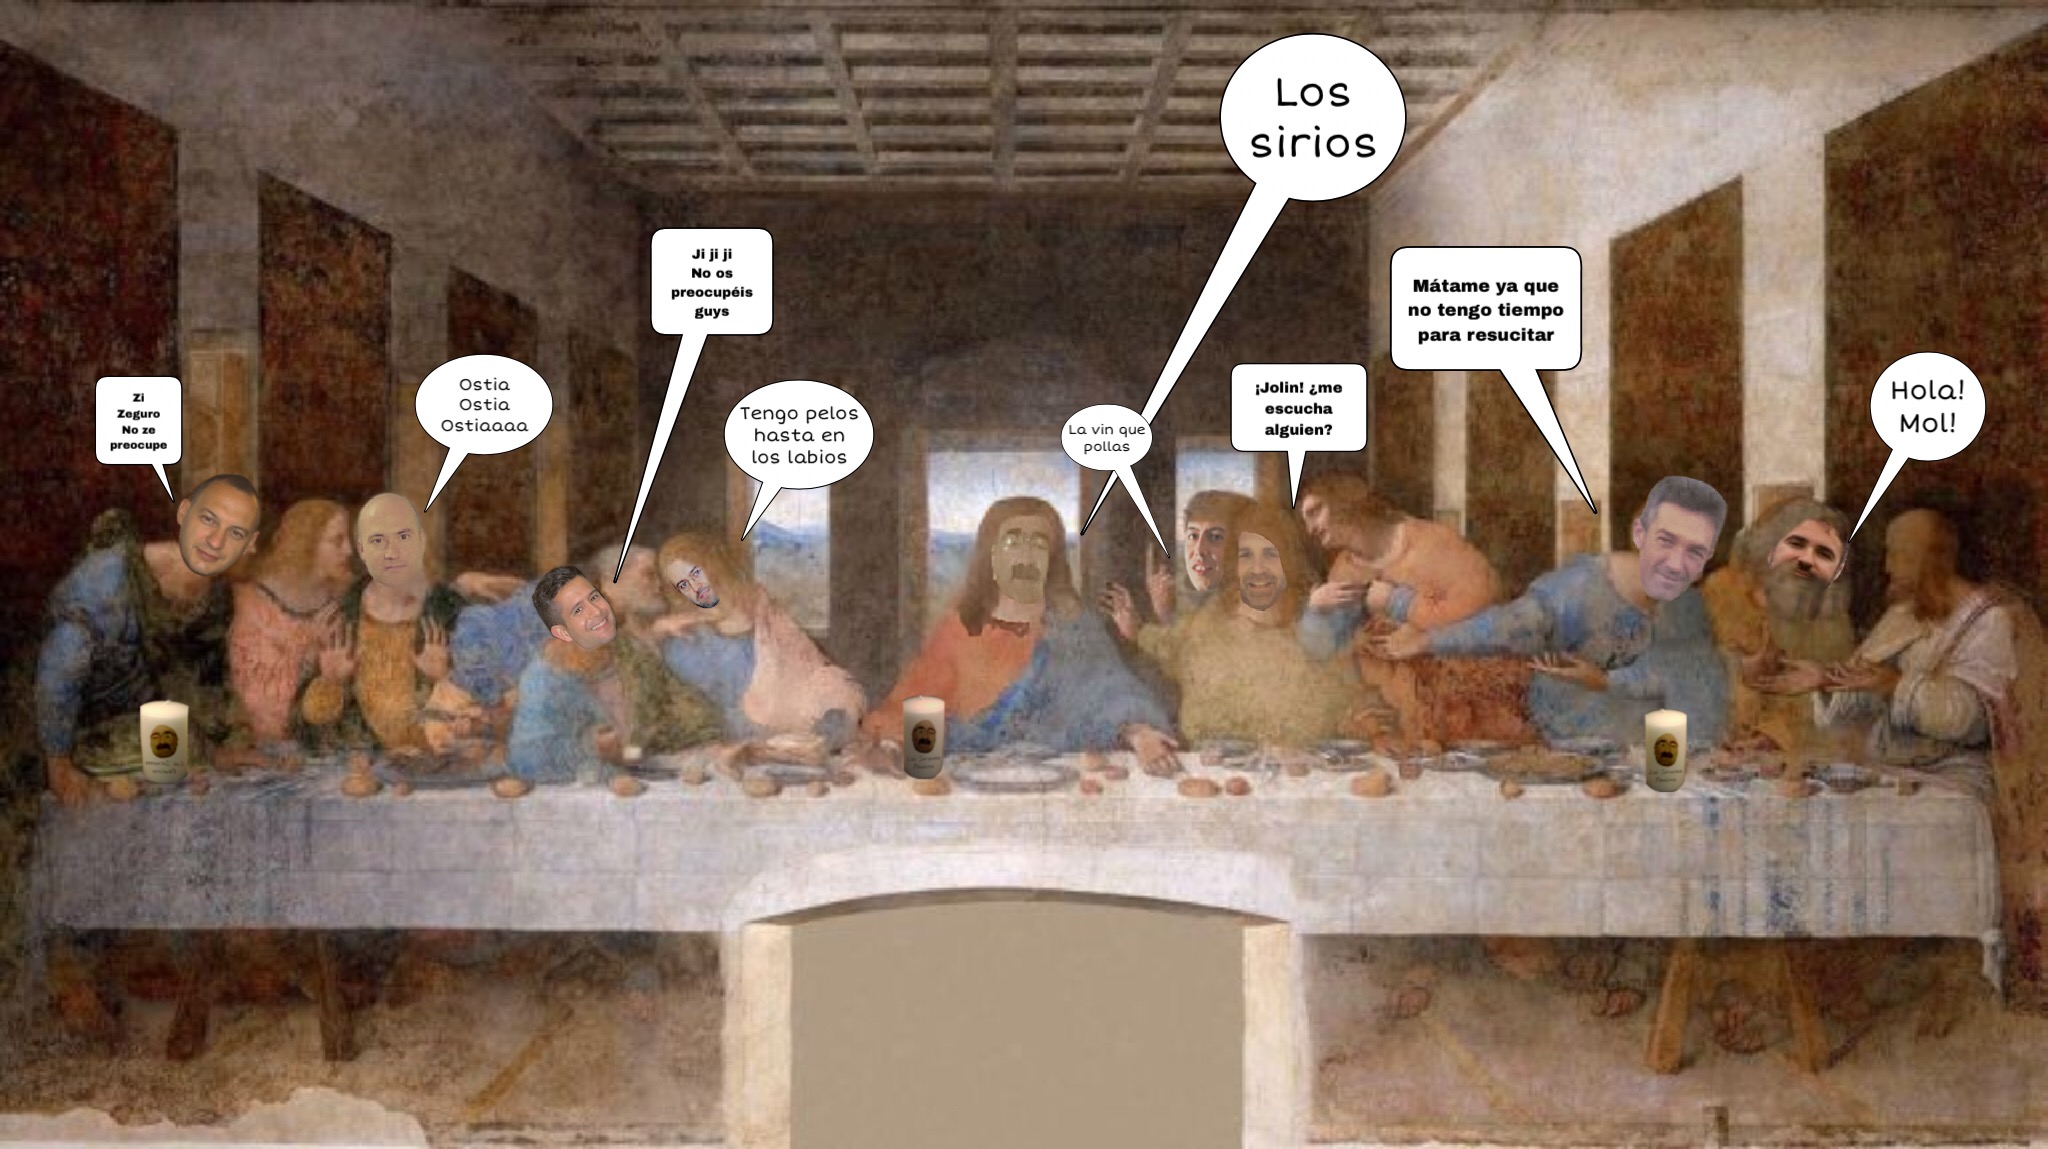 Los
sirios
Ji ji ji
No os
preocupéis
guys
Mátame ya que
no tengo tiempo
para resucitar
Zi
Zeguro
No ze
preocupe
Ostia
Ostia
Ostiaaaa
Tengo pelos
hasta en
los labios
La vin que
pollas
¡Jolin! ¿me
escucha
alguien?
Hola!
Mol!